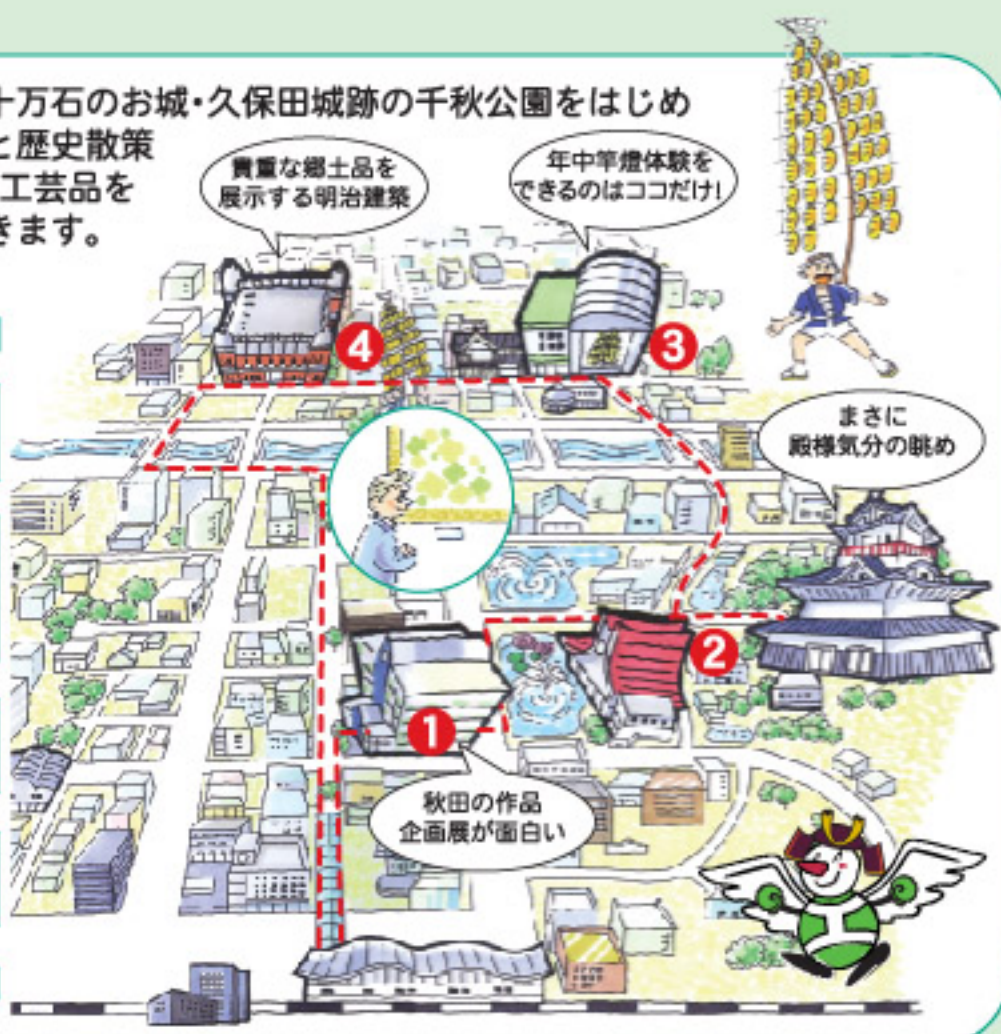 十万石のお城・久保田城跡の千秋公園をはじめ
と歴史散策
工芸品を
きます。
貴重な郷土品を
展示する明治建築
年中竿燈体験を
できるのはココだけ!
4
3
まさに
殿様気分の眺め
2
1
秋田の作品
企画展が面白い